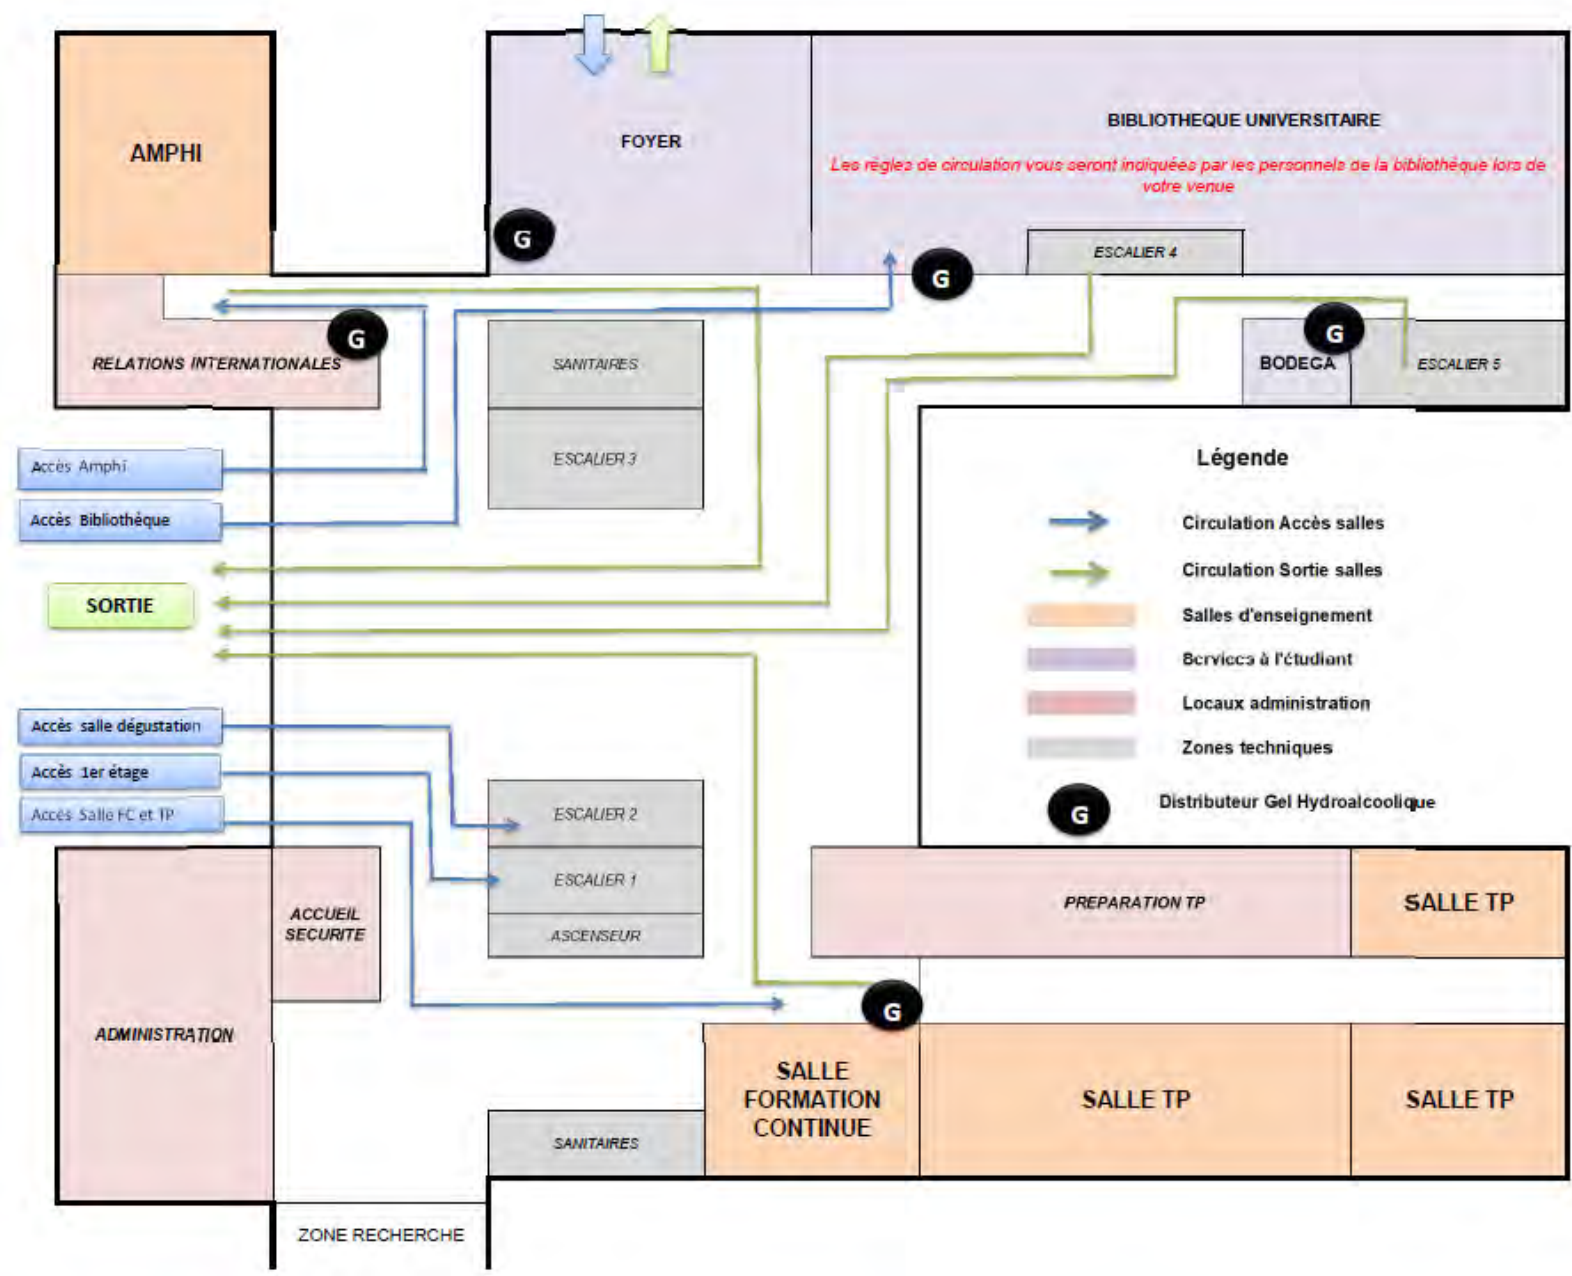 AMPHI
FOYER
BIBLIOTHEQUE UNIVERSITAIRE
Les règles de circulation vous seront indiquées par les personnels de la bibliothèque lors de
votre venue
G
G
ESCALIER 4
G
G
RELATIONS INTERNATIONALES
SANITAIRES
BODEGA
ESCALIER 5
ESCALIER 3
Accès Amphi
Accès Bibliothèque
SORTIE
Légende
Circulation Accès salles
Circulation Sortie salles
Salles d'enseignement
Services à l'étudiant
Locaux administration
Zones techniques
G
Distributeur Gel Hydroalcoolique
Accès salle dégustation
Accès 1er étage
Accès Salle FC et TP
ESCALIER 2
ESCALIER 1
ASCENSEUR
ACCUEIL
SECURITE
ADMINISTRATION
PREPARATION TP
SALLE TP
G
SALLE
FORMATION
CONTINUE
SALLE TP
SALLE TP
SANITAIRES
ZONE RECHERCHE